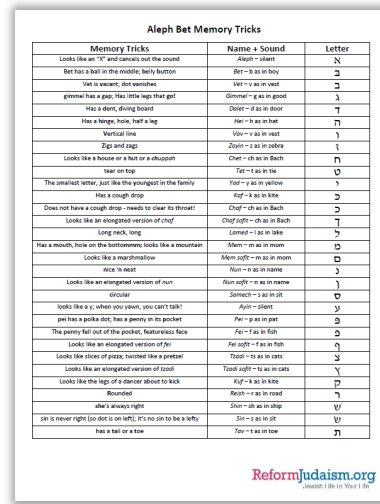 Aleph Bet Memory Tricks
Memory Tricks Name + Sound Letter
Looks like an "X" and cancels out the sound Aleph – silent א
Bet has a ball in the middle; belly button Bet – b as in boy בּ
Vet is vacant; dot vanishes Vet – v as in vest ב
gimmel has a gap; Has little legs that go! Gimmel – g as in good ג
Has a dent, diving board Dalet – d as in door ד
Has a hinge, hole, half a leg Hei – h as in hat ה
Vertical line Vav – v as in vest ו
Zigs and zags Zayin – z as in zebra ז
Looks like a house or a hut or a chuppah Chet – ch as in Bach ח
tear on top Tet – t as in tie ט
The smallest letter, just like the youngest in the family Yod – y as in yellow י
Has a cough drop Kaf – k as in kite כּ
Does not have a cough drop - needs to clear its throat! Chaf – ch as in Bach כ
Looks like an elongated version of chaf Chaf sofit – ch as in Bach ך
Long neck, long Lamed – l as in lake ל
Has a mouth, hole on the bottommm; looks like a mountain Mem – m as in mom מ
Looks like a marshmallow Mem sofit – m as in mom ם
nice 'n neat Nun – n as in name נ
Looks like an elongated version of nun Nun sofit – n as in name ן
circular Samech – s as in sit ס
looks like a y; when you yawn, you can't talk! Ayin – silent ע
pei has a polka dot; has a penny in its pocket Pei – p as in pat פּ
The penny fell out of the pocket, featureless face Fei – f as in fish פ
Looks like an elongated version of fei Fei sofit – f as in fish ף
Looks like slices of pizza; twisted like a pretzel Tzadi – ts as in cats צ
Looks like an elongated version of tzadi Tzadi sofit – ts as in cats ץ
Looks like the legs of a dancer about to kick Kuf – k as in kite ק
Rounded Reish – r as in road ר
she's always right Shin – sh as in ship שׁ
sin is never right (so dot is on left); it's no sin to be a lefty Sin – s as in sit שׂ
has a tail or a toe Tav – t as in toe ת
ReformJudaism.org
Jewish Life in Your Life